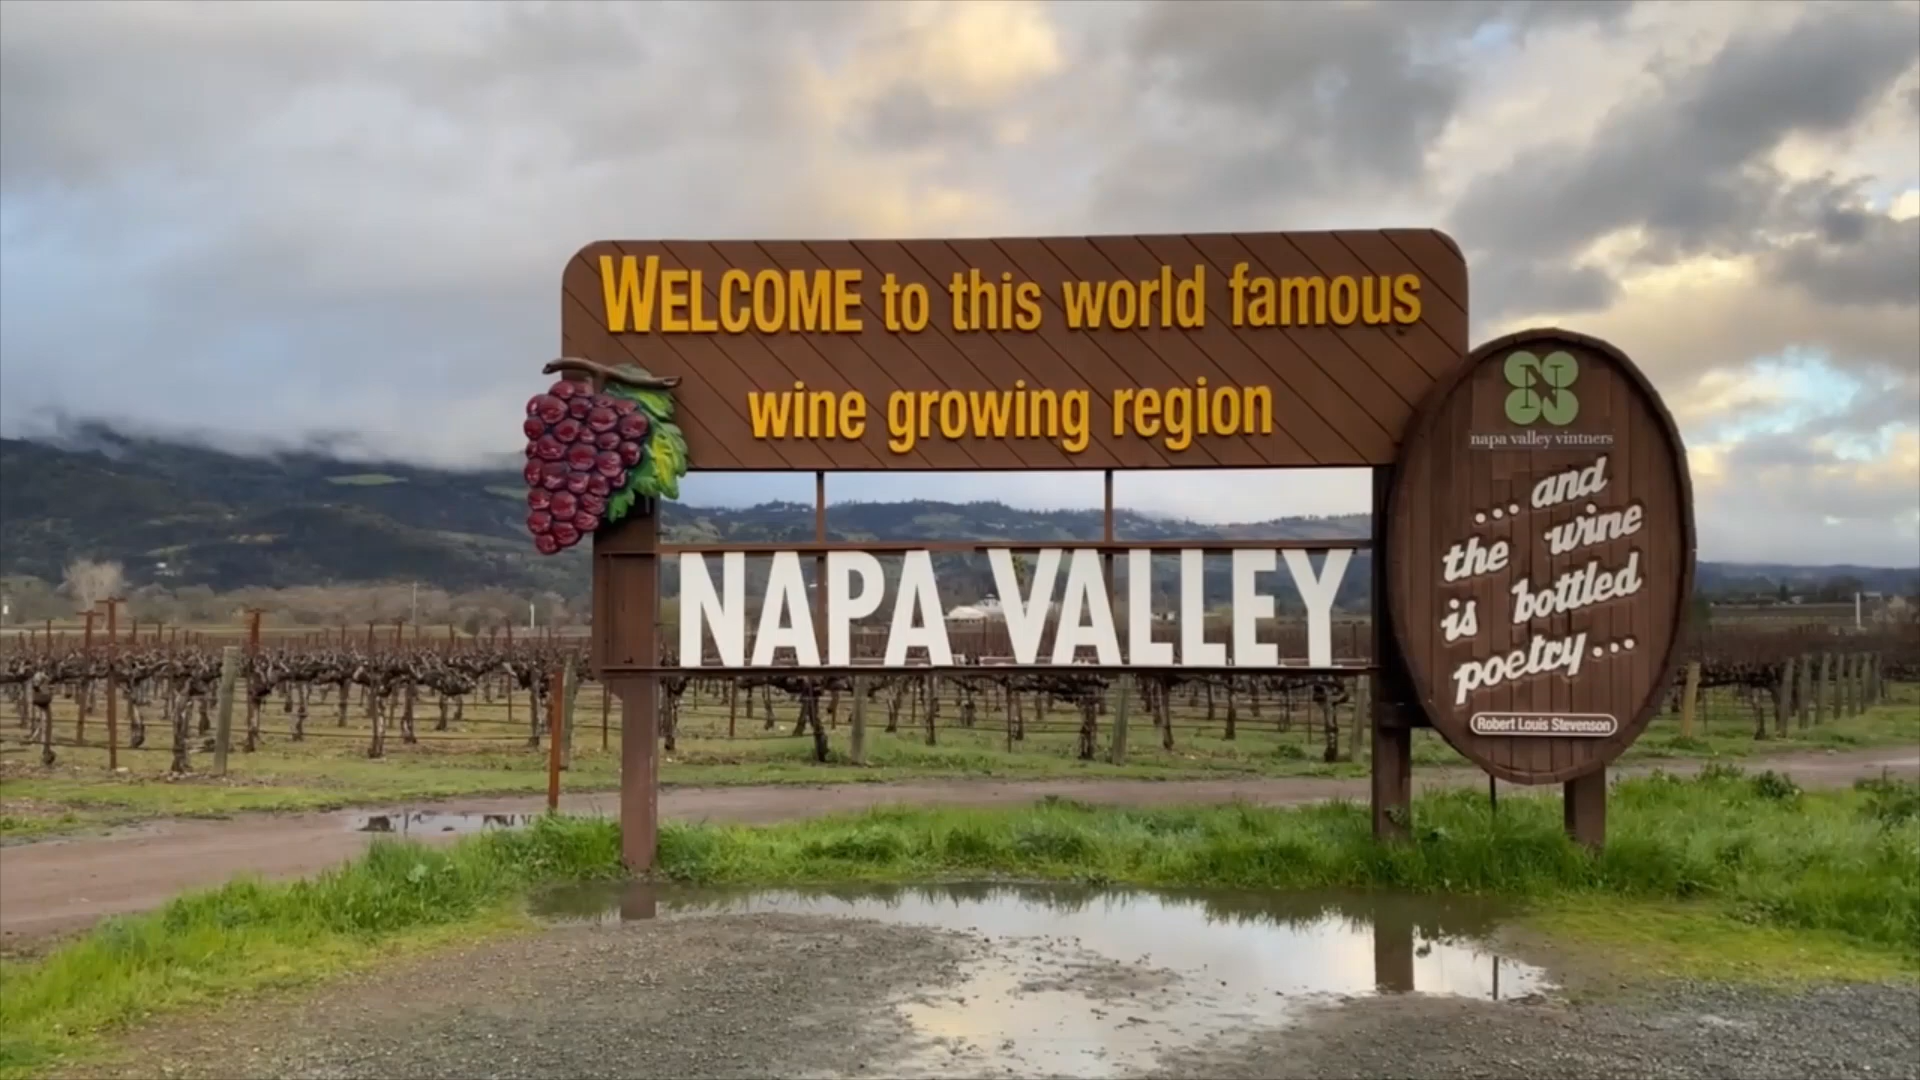 WELCOME to this world famous
wine growing region
NAPA VALLEY
N
N
napa valley vintners
... and
the wine
is bottled
poetry...
Robert Louis Stevenson